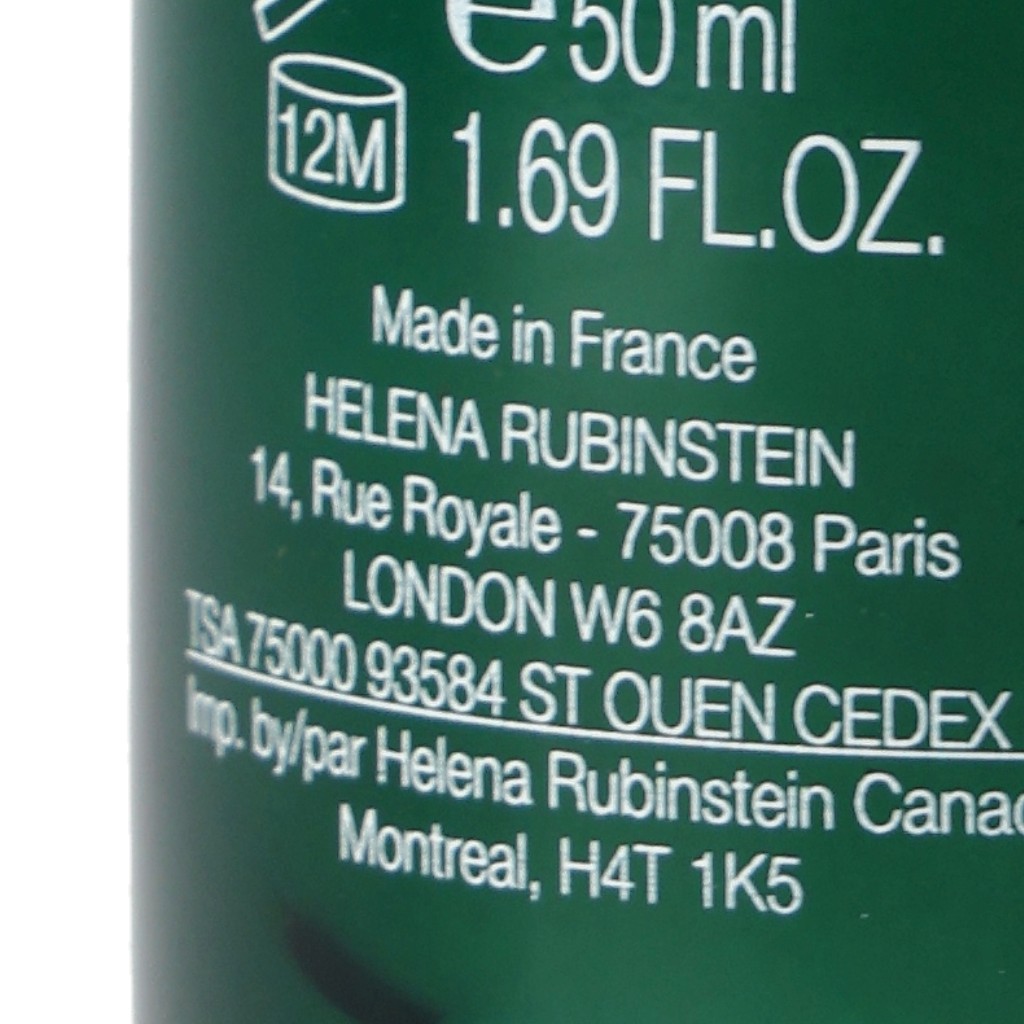 ℮ 50 ml
12M
1.69 FL.OZ.
Made in France
HELENA RUBINSTEIN
14, Rue Royale - 75008 Paris
LONDON W6 8AZ
TSA 75000 93584 ST OUEN CEDEX
Imp. by/par Helena Rubinstein
Montreal, H4T 1K5